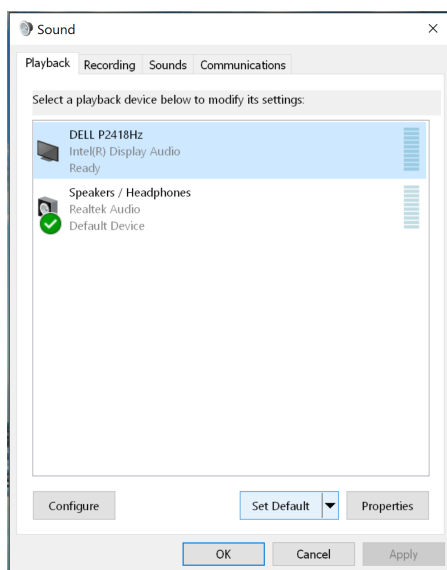 Sound
Playback Recording Sounds Communications
Select a playback device below to modify its settings:
DELL P2418Hz
Intel(R) Display Audio
Ready
Speakers / Headphones
Realtek Audio
Default Device
Configure Set Default Properties
OK Cancel Apply